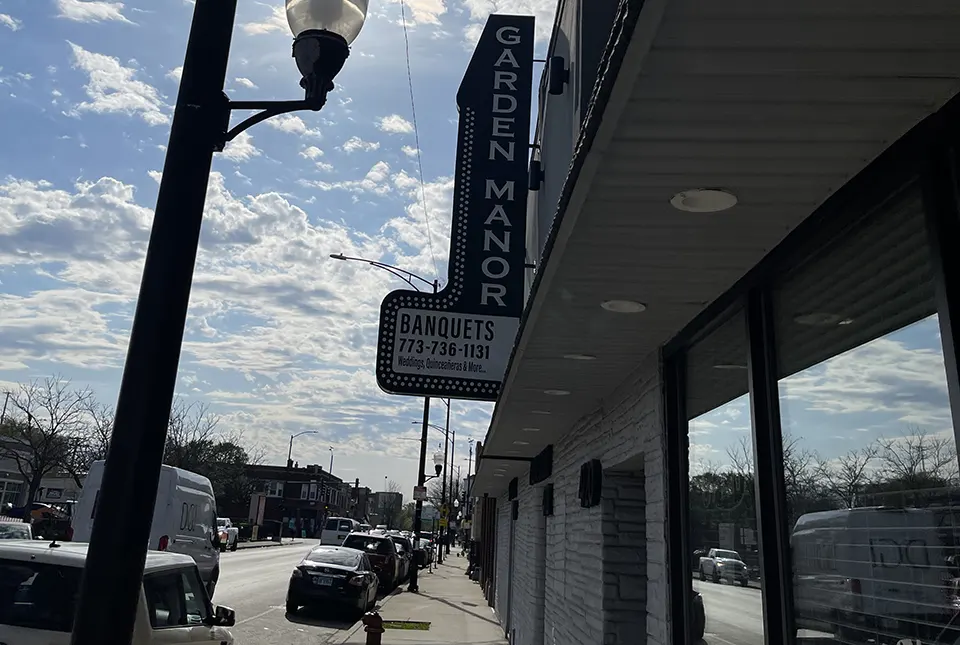 GARDEN MANOR
BANQUETS
773-736-1131
Weddings, Quinceañeras & More...